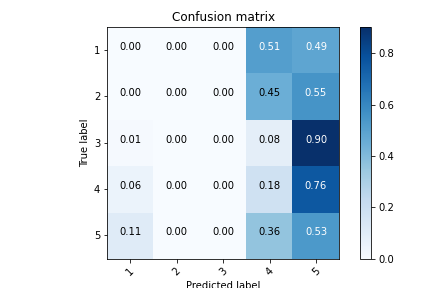 Confusion matrix
1 0.00 0.00 0.00 0.51 0.49
2 0.00 0.00 0.00 0.45 0.55
3 0.01 0.00 0.00 0.08 0.90
4 0.06 0.00 0.00 0.18 0.76
5 0.11 0.00 0.00 0.36 0.53
1 2 3 4 5
True label
Predicted label
0.8
0.6
0.4
0.2
0.0